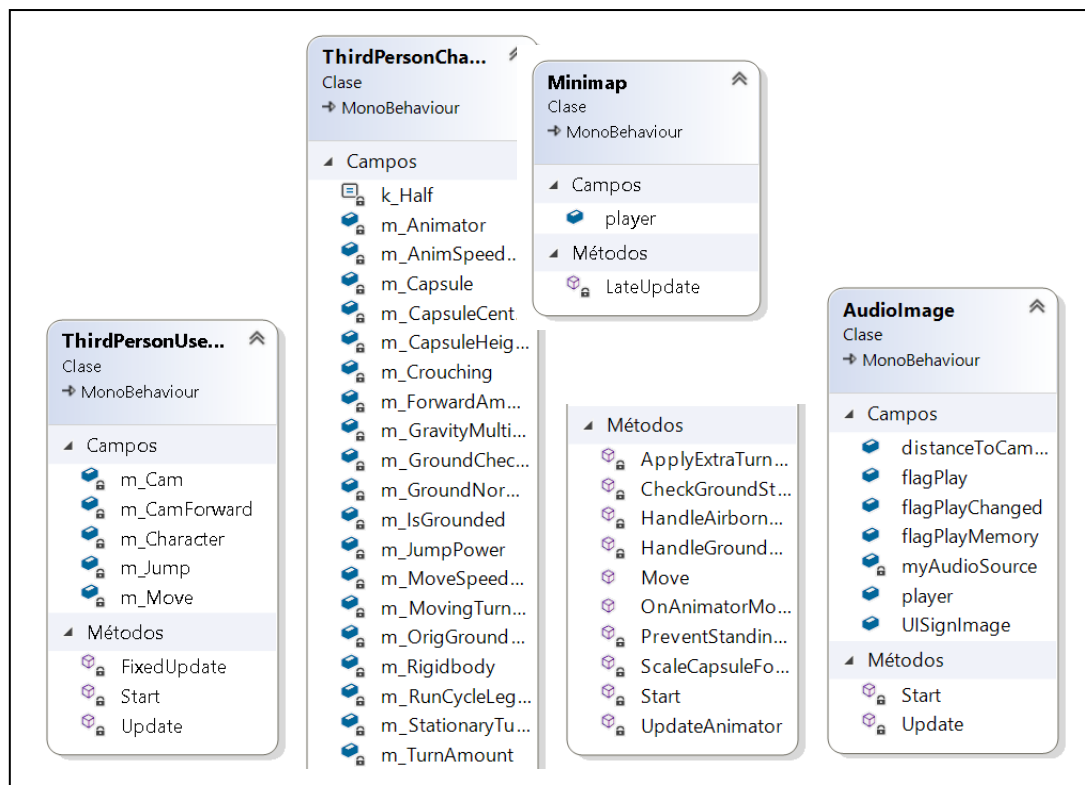 ThirdPersonUse...
Clase
MonoBehaviour
Campos
m_Cam
m_CamForward
m_Character
m_Jump
m_Move
Métodos
FixedUpdate
Start
Update
ThirdPersonCha...
Clase
MonoBehaviour
Campos
k_Half
m_Animator
m_AnimSpeed...
m_Capsule
m_CapsuleCent.
m_CapsuleHeig...
m_Crouching
m_ForwardAm...
m_GravityMulti...
m_GroundChec...
m_GroundNor...
m_IsGrounded
m_JumpPower
m_MoveSpeed...
m_MovingTurn...
m_OrigGround...
m_Rigidbody
m_RunCycleLeg...
m_StationaryTu...
m_TurnAmount
Minimap
Clase
MonoBehaviour
Campos
player
Métodos
LateUpdate
Métodos
ApplyExtraTurn...
CheckGroundSt...
HandleAirborn...
HandleGround...
Move
OnAnimatorMo...
PreventStandin...
ScaleCapsuleFo...
Start
UpdateAnimator
AudioImage
Clase
MonoBehaviour
Campos
distanceToCam...
flagPlay
flagPlayChanged
flagPlayMemory
myAudioSource
player
UISignImage
Métodos
Start
Update